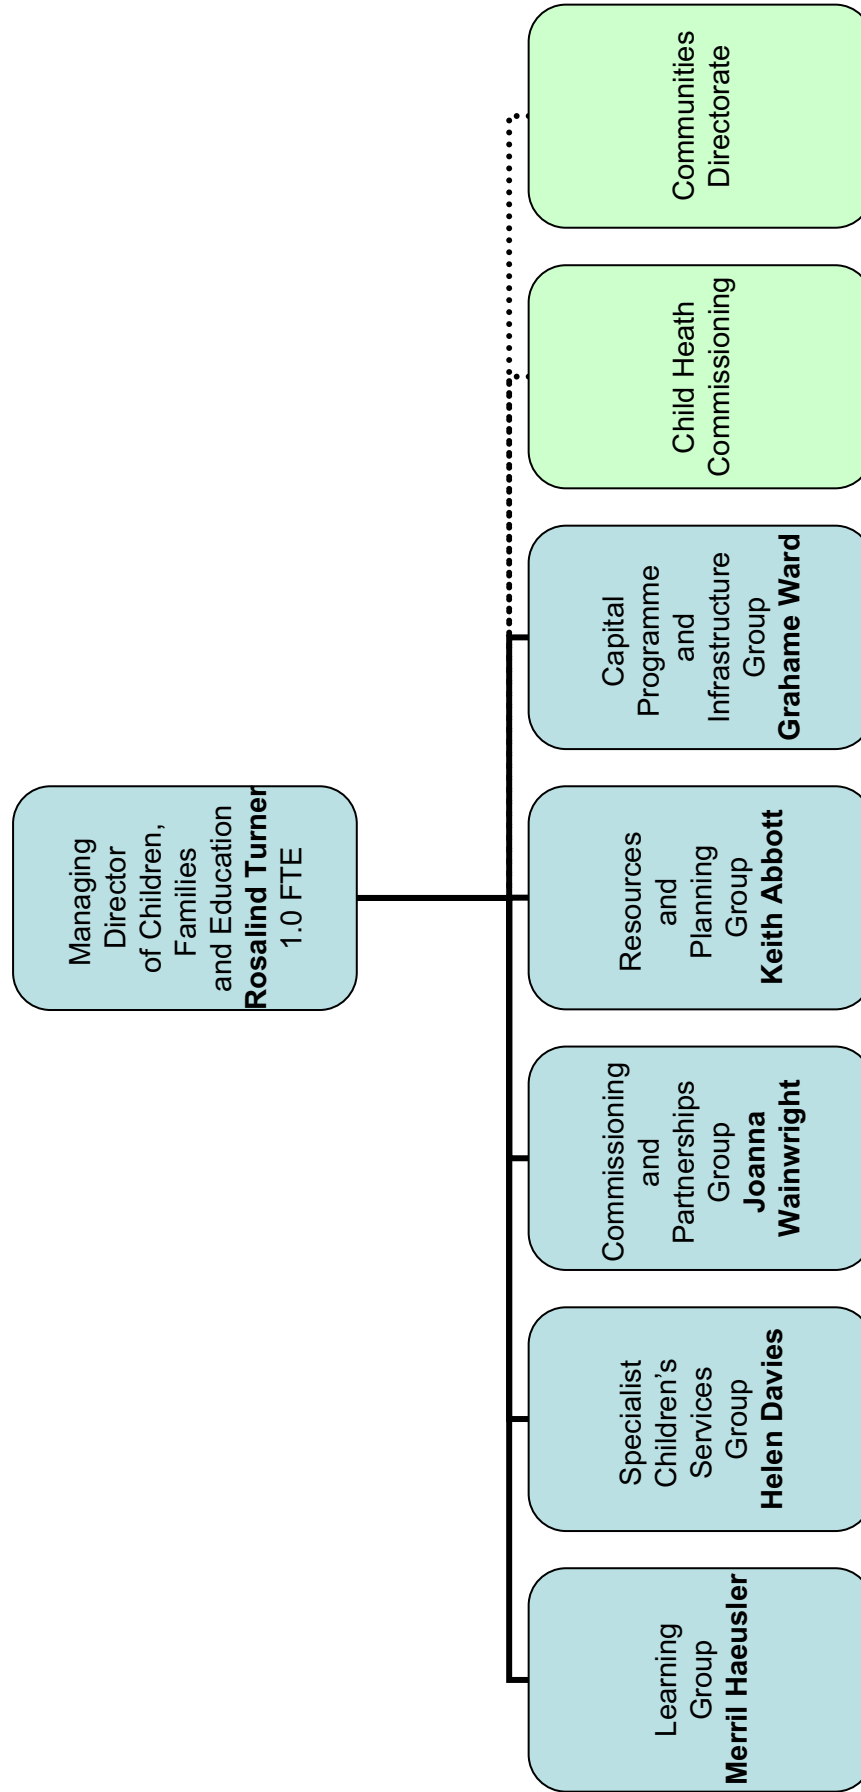 Managing
Director
of Children,
Families
and Education
Rosalind Turner
1.0 FTE
Learning
Group
Merril Haeusler
Specialist
Children’s
Services
Group
Helen Davies
Commissioning
and
Partnerships
Group
Joanna
Wainwright
Resources
and
Planning
Group
Keith Abbott
Capital
Programme
and
Infrastructure
Group
Grahame Ward
Child Heath
Commissioning
Communities
Directorate